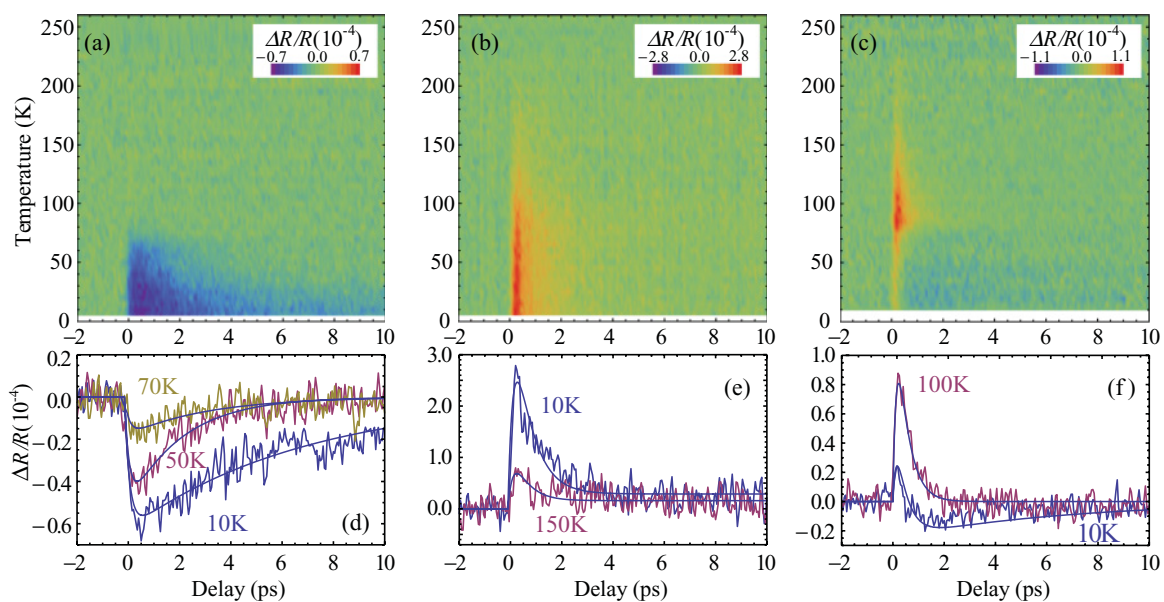 (a) ΔR/R(10⁻⁴)
−0.7 0.0 0.7
(b) ΔR/R(10⁻⁴)
−2.8 0.0 2.8
(c) ΔR/R(10⁻⁴)
−1.1 0.0 1.1
Temperature (K)
250
200
150
100
50
0
−2 0 2 4 6 8 10
250
200
150
100
50
0
−2 0 2 4 6 8 10
250
200
150
100
50
0
−2 0 2 4 6 8 10
ΔR/R(10⁻⁴)
0.2
0.0
−0.2
−0.4
−0.6
70K
50K
10K
(d)
−2 0 2 4 6 8 10
Delay (ps)
3.0
2.0
1.0
0.0
(e)
10K
150K
−2 0 2 4 6 8 10
Delay (ps)
1.0
0.8
0.6
0.4
0.2
0.0
−0.2
100K
(f)
10K
−2 0 2 4 6 8 10
Delay (ps)